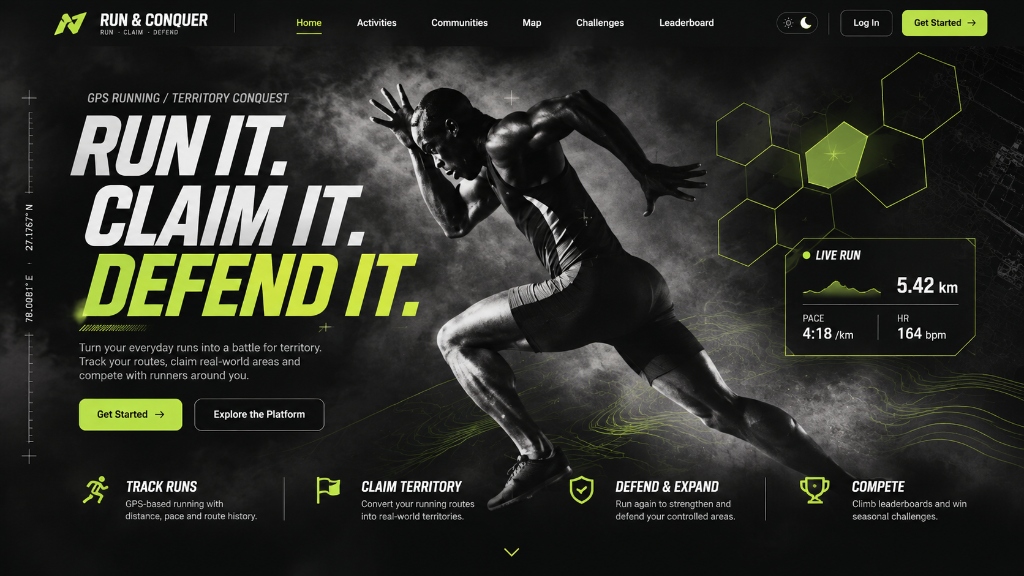 RUN & CONQUER
RUN · CLAIM · DEFEND
Home
Activities
Communities
Map
Challenges
Leaderboard
Log In
Get Started →
GPS RUNNING / TERRITORY CONQUEST
RUN IT.
CLAIM IT.
DEFEND IT.
78.0081° E · 27.1767° N
Turn your everyday runs into a battle for territory.
Track your routes, claim real-world areas and
compete with runners around you.
Get Started →
Explore the Platform
LIVE RUN
5.42 km
PACE
4:18 /km
HR
164 bpm
TRACK RUNS
GPS-based running with
distance, pace and route history.
CLAIM TERRITORY
Convert your running routes
into real-world territories.
DEFEND & EXPAND
Run again to strengthen and
defend your controlled areas.
COMPETE
Climb leaderboards and win
seasonal challenges.